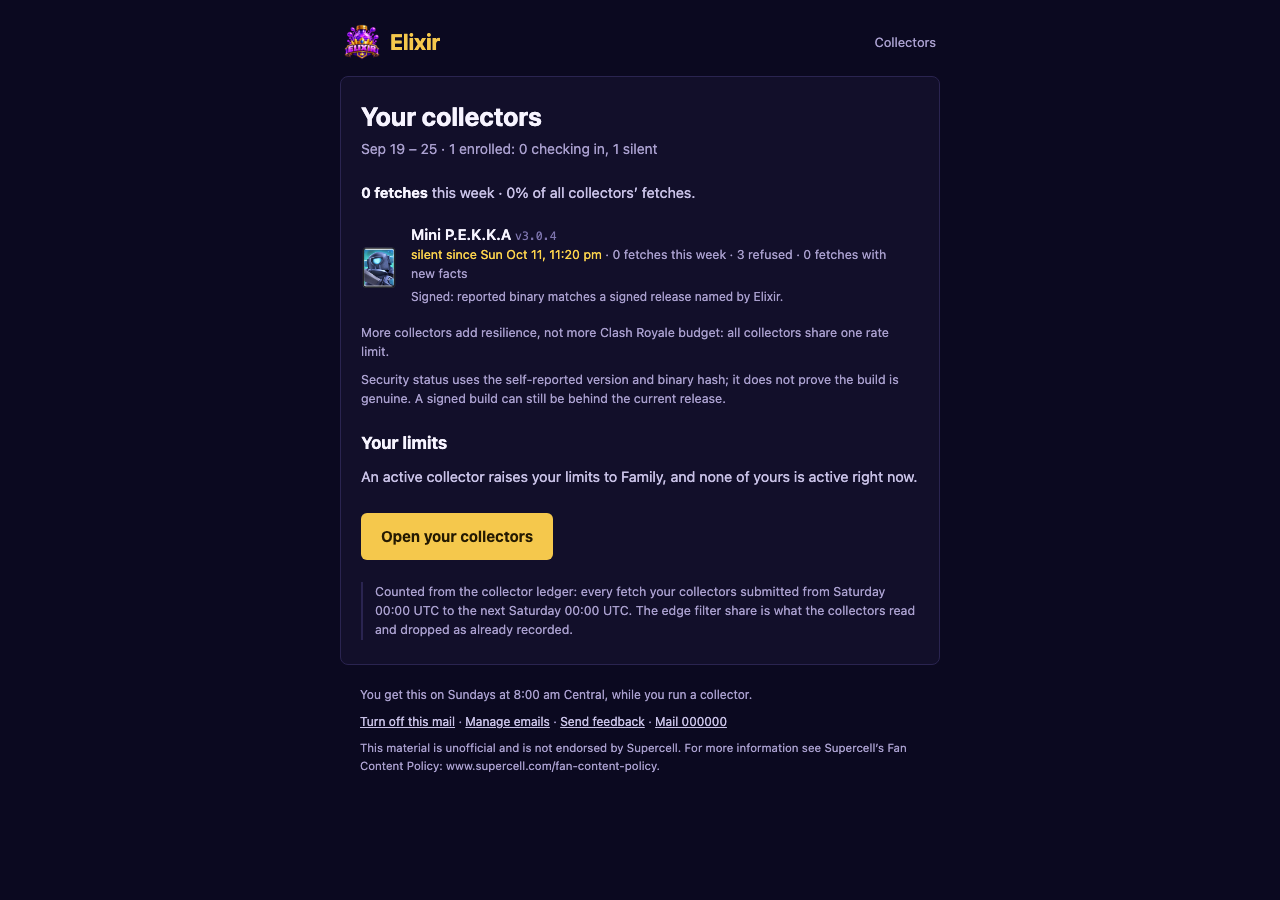 ELIXIR
Elixir
Collectors
Your collectors
Sep 19 – 25 · 1 enrolled: 0 checking in, 1 silent
0 fetches this week · 0% of all collectors’ fetches.
Mini P.E.K.K.A v3.0.4
silent since Sun Oct 11, 11:20 pm · 0 fetches this week · 3 refused · 0 fetches with
new facts
Signed: reported binary matches a signed release named by Elixir.
More collectors add resilience, not more Clash Royale budget: all collectors share one rate
limit.
Security status uses the self-reported version and binary hash; it does not prove the build is
genuine. A signed build can still be behind the current release.
Your limits
An active collector raises your limits to Family, and none of yours is active right now.
Open your collectors
Counted from the collector ledger: every fetch your collectors submitted from Saturday
00:00 UTC to the next Saturday 00:00 UTC. The edge filter share is what the collectors read
and dropped as already recorded.
You get this on Sundays at 8:00 am Central, while you run a collector.
Turn off this mail · Manage emails · Send feedback · Mail 000000
This material is unofficial and is not endorsed by Supercell. For more information see Supercell’s Fan
Content Policy: www.supercell.com/fan-content-policy.